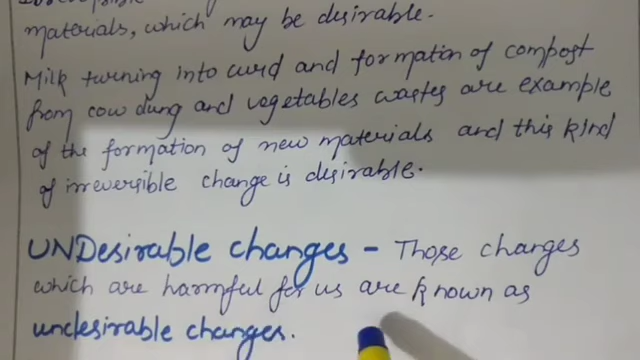 materials, which may be desirable.
Milk turning into curd and formation of compost
from cow dung and vegetables wastes are example
of the formation of new materials and this kind
of irreversible change is desirable.
UNDesirable changes - Those changes
which are harmful for us are known as
undesirable changes.